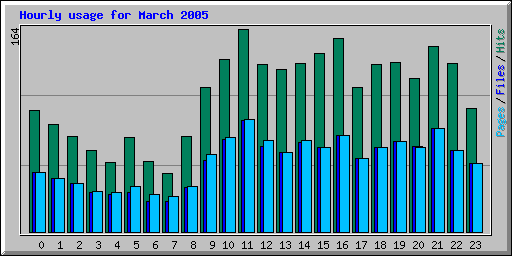 Hourly usage for March 2005
164
Pages/Files/Hits
0 1 2 3 4 5 6 7 8 9 10 11 12 13 14 15 16 17 18 19 20 21 22 23